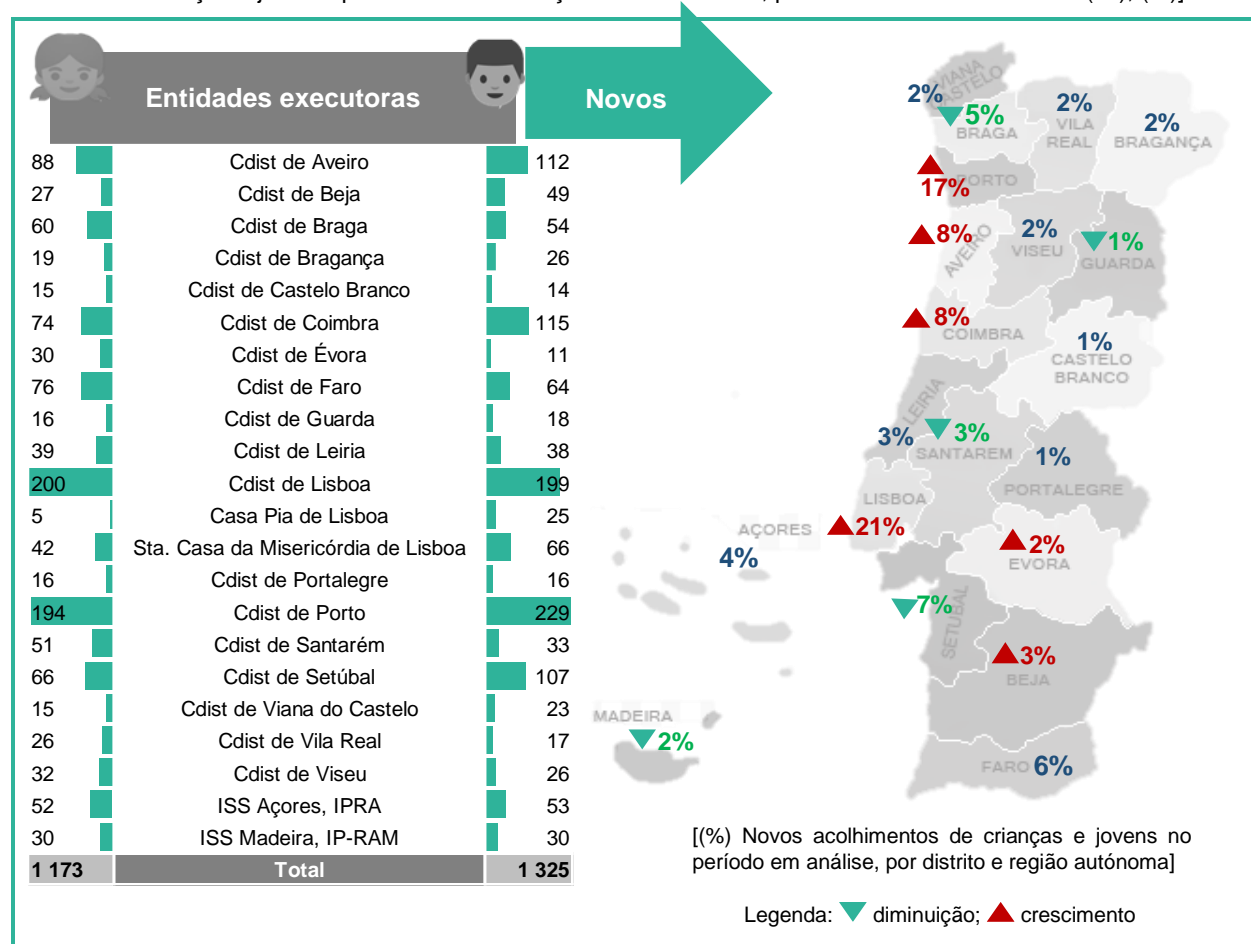 Entidades executoras
Novos
88 Cdist de Aveiro 112
27 Cdist de Beja 49
60 Cdist de Braga 54
19 Cdist de Bragança 26
15 Cdist de Castelo Branco 14
74 Cdist de Coimbra 115
30 Cdist de Évora 11
76 Cdist de Faro 64
16 Cdist de Guarda 18
39 Cdist de Leiria 38
200 Cdist de Lisboa 199
5 Casa Pia de Lisboa 25
42 Sta. Casa da Misericórdia de Lisboa 66
16 Cdist de Portalegre 16
194 Cdist de Porto 229
51 Cdist de Santarém 33
66 Cdist de Setúbal 107
15 Cdist de Viana do Castelo 23
26 Cdist de Vila Real 17
32 Cdist de Viseu 26
52 ISS Açores, IPRA 53
30 ISS Madeira, IP-RAM 30
1 173 Total 1 325
VIANA
CASTELO
2%
5%
BRAGA
2%
VILA
REAL
2%
BRAGANÇA
PORTO
17%
8%
AVEIRO
2%
VISEU
1%
GUARDA
8%
COIMBRA
1%
CASTELO
BRANCO
LEIRIA
3%
3%
SANTAREM
1%
PORTALEGRE
LISBOA
21%
AÇORES
4%
2%
EVORA
7%
SETUBAL
3%
BEJA
MADEIRA
2%
FARO 6%
[(%) Novos acolhimentos de crianças e jovens no
período em análise, por distrito e região autónoma]
Legenda: diminuição; crescimento